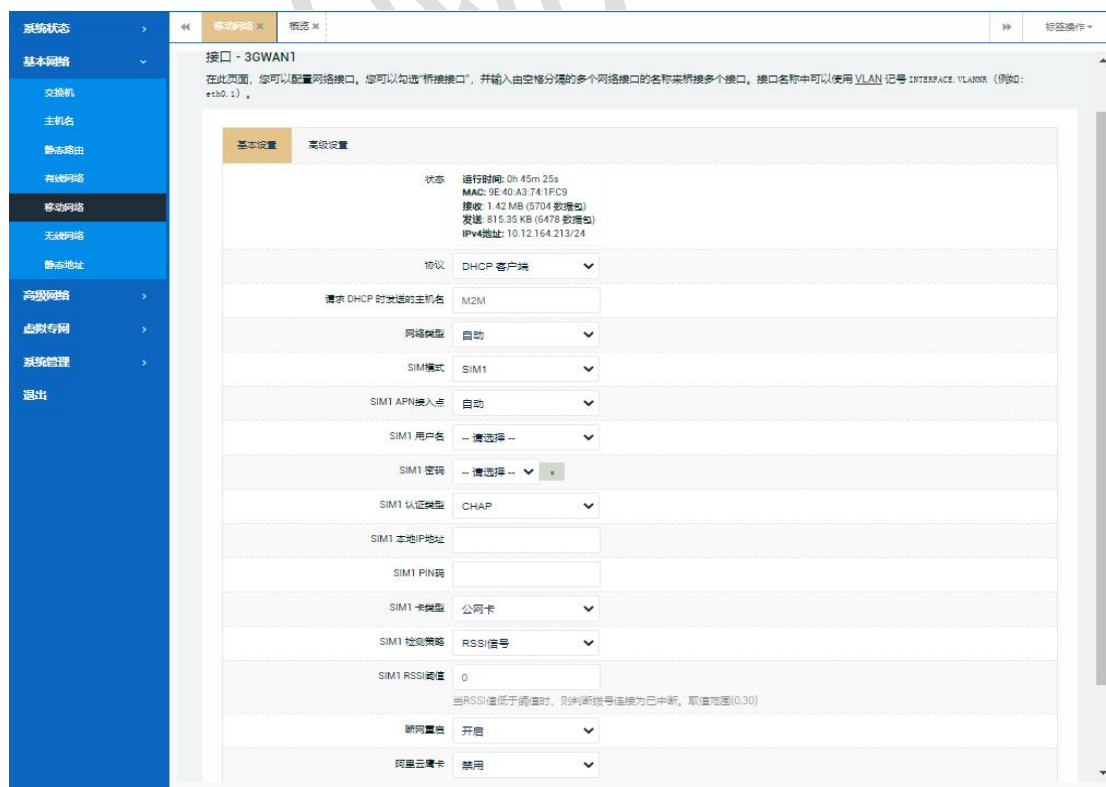 系统状态
基本网络
交换机
主机名
静态路由
有线网络
移动网络
无线网络
静态地址
高级网络
虚拟专网
系统管理
退出
移动网络
概览
标签操作
接口 - 3GWAN1
在此页面，您可以配置网络接口。您可以勾选“桥接接口”，并输入由空格分隔的多个网络接口的名称来桥接多个接口。接口名称中可以使用 VLAN 记号 INTERFACE.VLANNR（例如：
eth0.1）。
基本设置 高级设置
状态
运行时间: 0h 45m 25s
MAC: 9E:40:A3:74:1F:C9
接收: 1.42 MB (5704 数据包)
发送: 815.35 KB (6478 数据包)
IPv4地址: 10.12.164.213/24
协议 DHCP 客户端
请求 DHCP 时发送的主机名 M2M
网络类型 自动
SIM模式 SIM1
SIM1 APN接入点 自动
SIM1 用户名 -- 请选择 --
SIM1 密码 -- 请选择 -- *
SIM1 认证类型 CHAP
SIM1 本地IP地址
SIM1 PIN码
SIM1 卡类型 公网卡
SIM1 检测策略 RSSI信号
SIM1 RSSI阈值 0
当RSSI值低于阈值时，则判断拨号连接为已中断。取值范围(0,30)
断网重启 开启
阿里云鹰卡 禁用